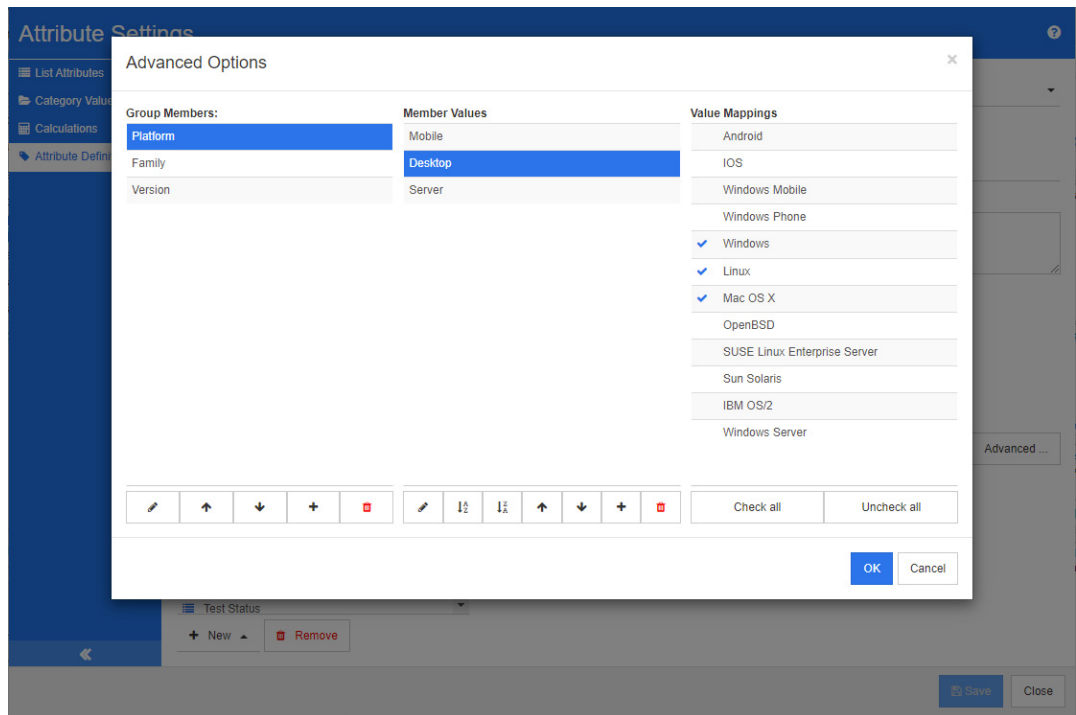 Attribute Settings
List Attributes
Category Value
Calculations
Attribute Defini
Advanced Options
×
Group Members:
Platform
Family
Version
Member Values
Mobile
Desktop
Server
Value Mappings
Android
IOS
Windows Mobile
Windows Phone
Windows
Linux
Mac OS X
OpenBSD
SUSE Linux Enterprise Server
Sun Solaris
IBM OS/2
Windows Server
Check all
Uncheck all
OK
Cancel
Advanced ...
Test Status
New
Remove
Save
Close